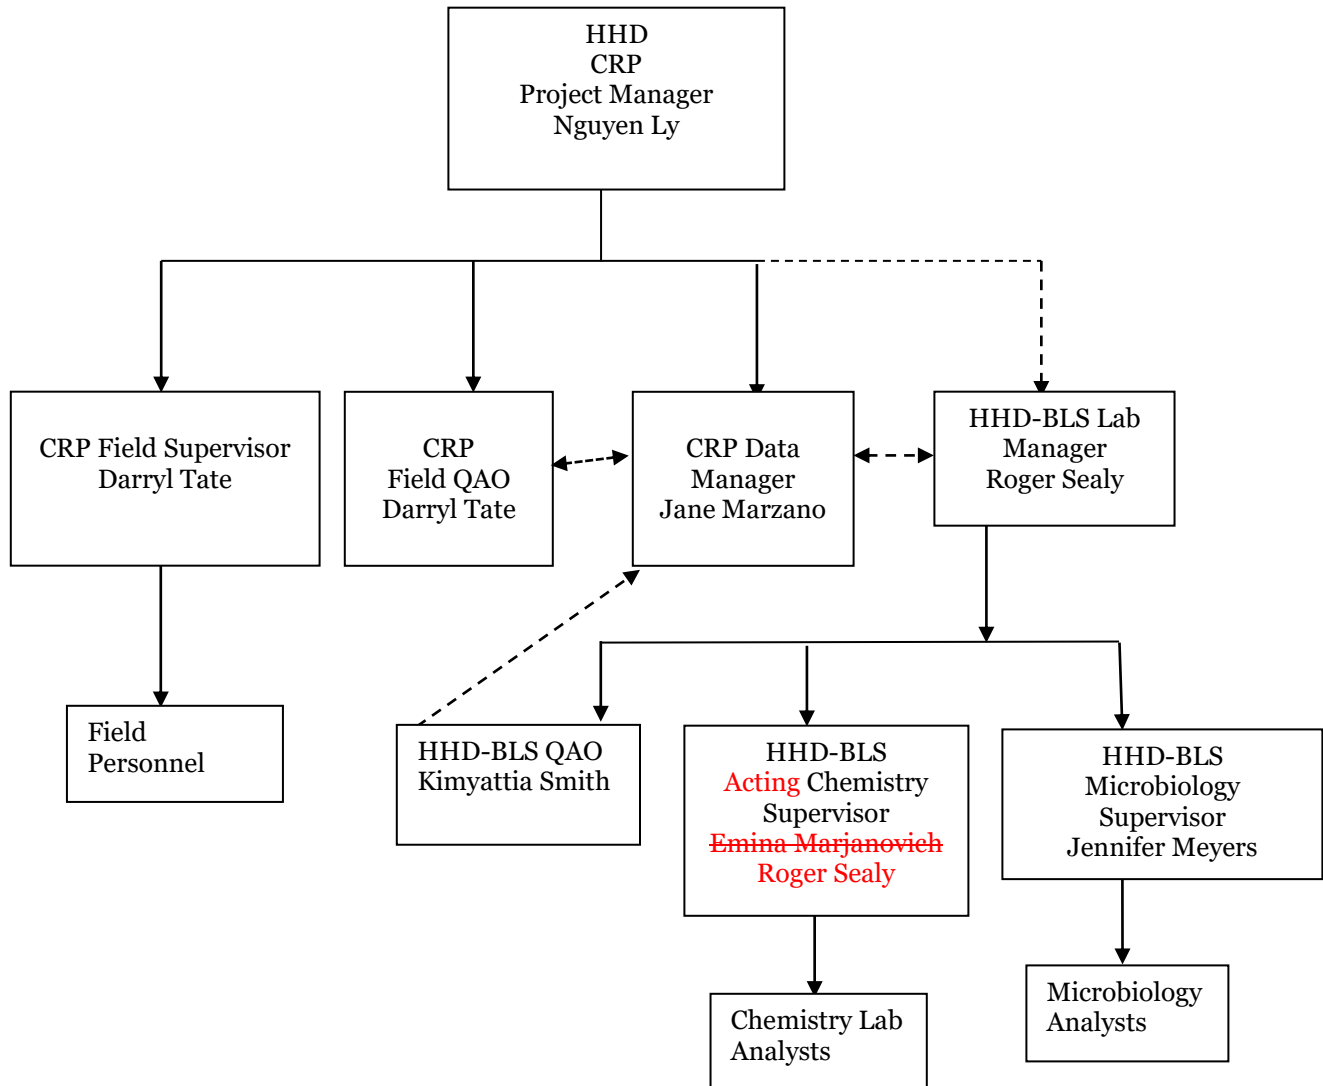 HHD
CRP
Project Manager
Nguyen Ly
CRP Field Supervisor
Darryl Tate
CRP
Field QAO
Darryl Tate
CRP Data
Manager
Jane Marzano
HHD-BLS Lab
Manager
Roger Sealy
Field
Personnel
HHD-BLS QAO
Kimyattia Smith
HHD-BLS
Acting Chemistry
Supervisor
Emina Marjanovich
Roger Sealy
HHD-BLS
Microbiology
Supervisor
Jennifer Meyers
Chemistry Lab
Analysts
Microbiology
Analysts